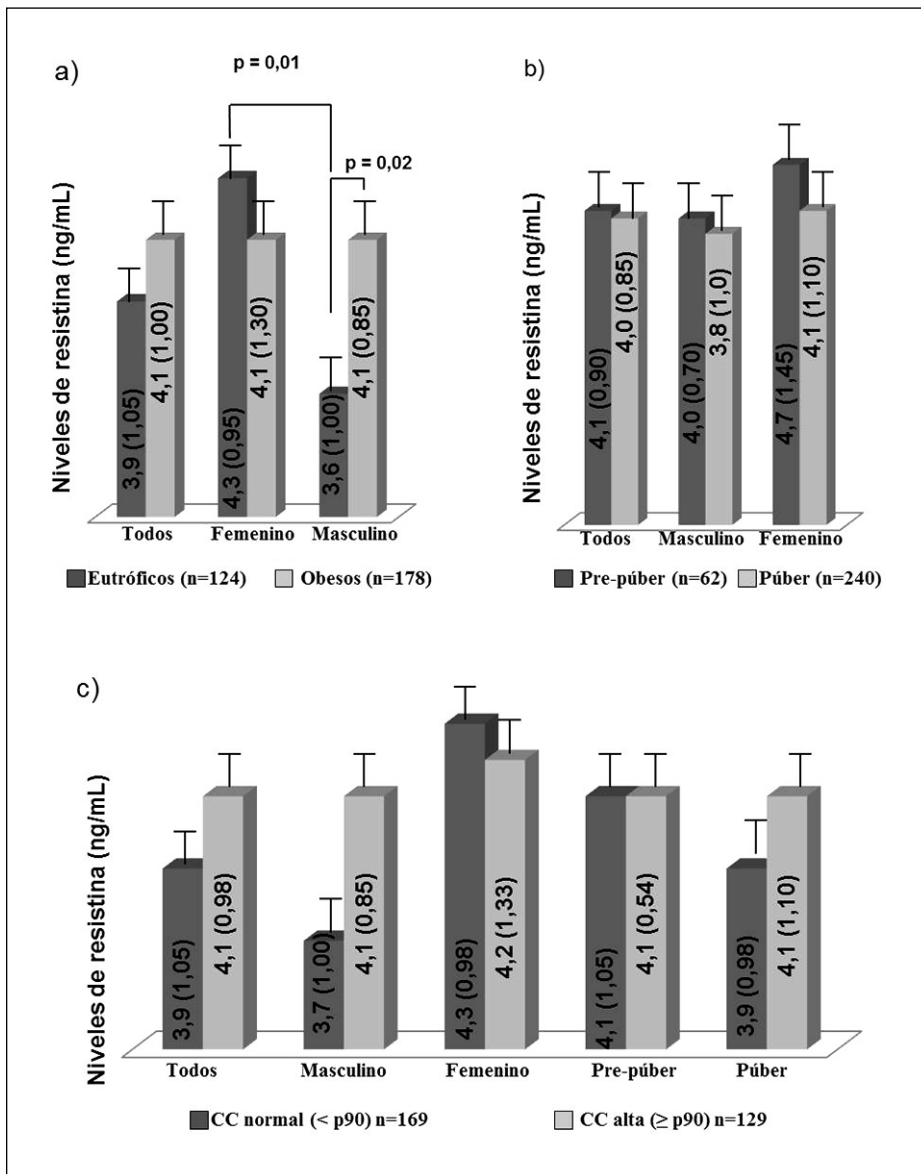 a)
p = 0,01
p = 0,02
Niveles de resistina (ng/mL)
3,9 (1,05)
4,1 (1,00)
4,3 (0,95)
4,1 (1,30)
3,6 (1,00)
4,1 (0,85)
Todos Femenino Masculino
Eutróficos (n=124) Obesos (n=178)
b)
Niveles de resistina (ng/mL)
4,1 (0,90)
4,0 (0,85)
4,0 (0,70)
3,8 (1,0)
4,7 (1,45)
4,1 (1,10)
Todos Masculino Femenino
Pre-púber (n=62) Púber (n=240)
c)
Niveles de resistina (ng/mL)
3,9 (1,05)
4,1 (0,98)
3,7 (1,00)
4,1 (0,85)
4,3 (0,98)
4,2 (1,33)
4,1 (1,05)
4,1 (0,54)
3,9 (0,98)
4,1 (1,10)
Todos Masculino Femenino Pre-púber Púber
CC normal (< p90) n=169 CC alta (≥ p90) n=129